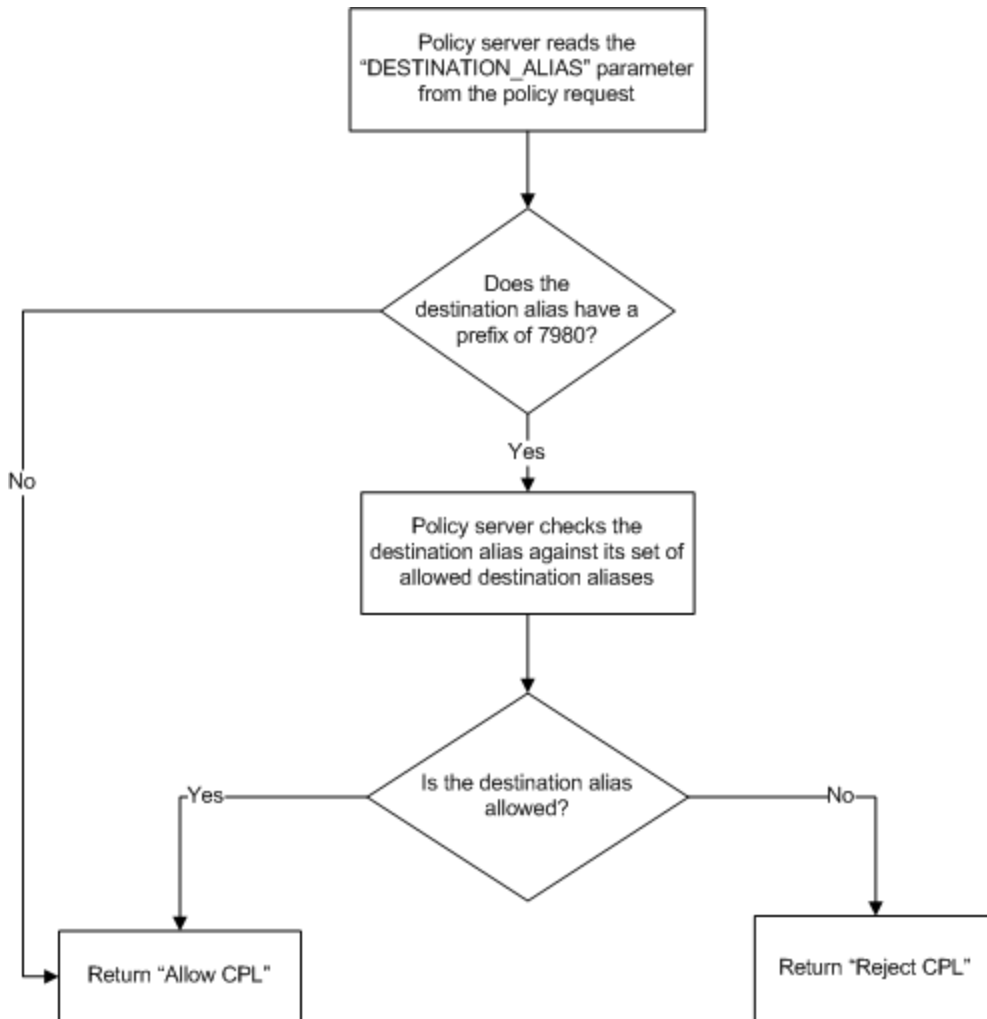 Policy server reads the
“DESTINATION_ALIAS” parameter
from the policy request
Does the
destination alias have a
prefix of 7980?
Yes
No
Policy server checks the
destination alias against its set of
allowed destination aliases
Is the destination alias
allowed?
Yes
No
Return “Allow CPL”
Return “Reject CPL”